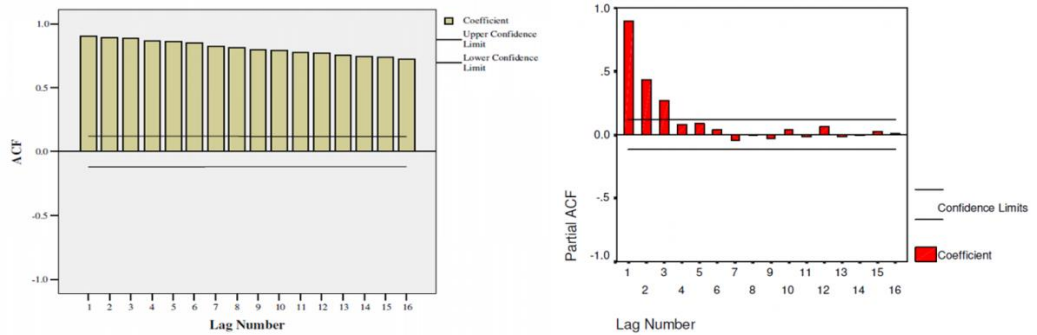 1.0
0.5
0.0
-0.5
-1.0
ACF
1 2 3 4 5 6 7 8 9 10 11 12 13 14 15 16
Lag Number
Coefficient
Upper Confidence
Limit
Lower Confidence
Limit
1.0
.5
0.0
-.5
-1.0
Partial ACF
1 3 5 7 9 11 13 15
2 4 6 8 10 12 14 16
Lag Number
Confidence Limits
Coefficient